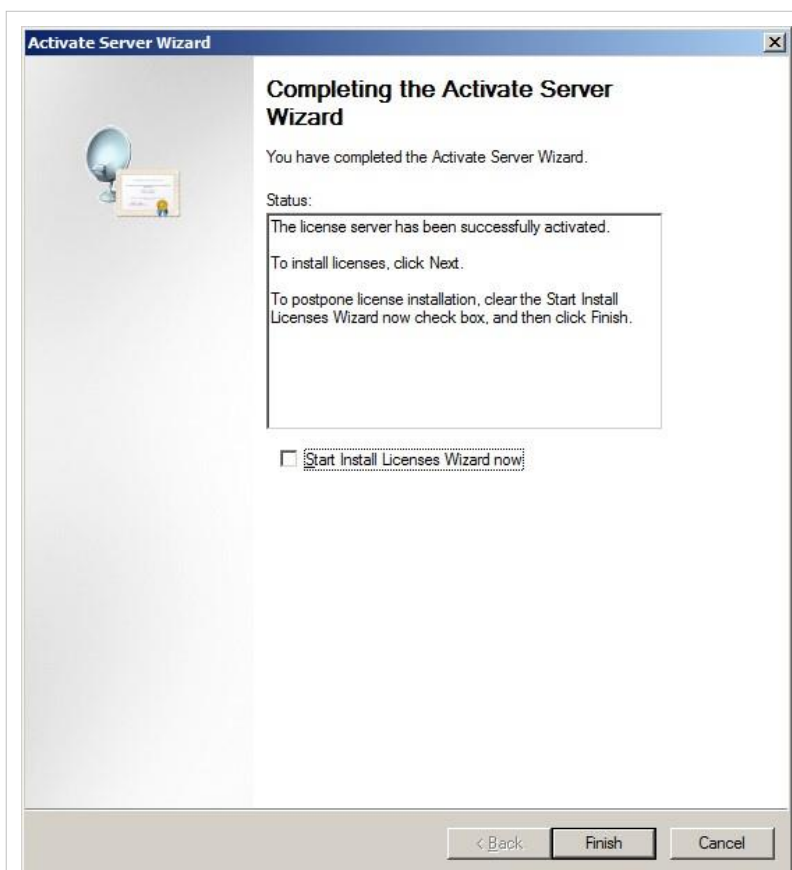 Activate Server Wizard
Completing the Activate Server
Wizard
You have completed the Activate Server Wizard.
Status:
The license server has been successfully activated.
To install licenses, click Next.
To postpone license installation, clear the Start Install
Licenses Wizard now check box, and then click Finish.
Start Install Licenses Wizard now
< Back Finish Cancel